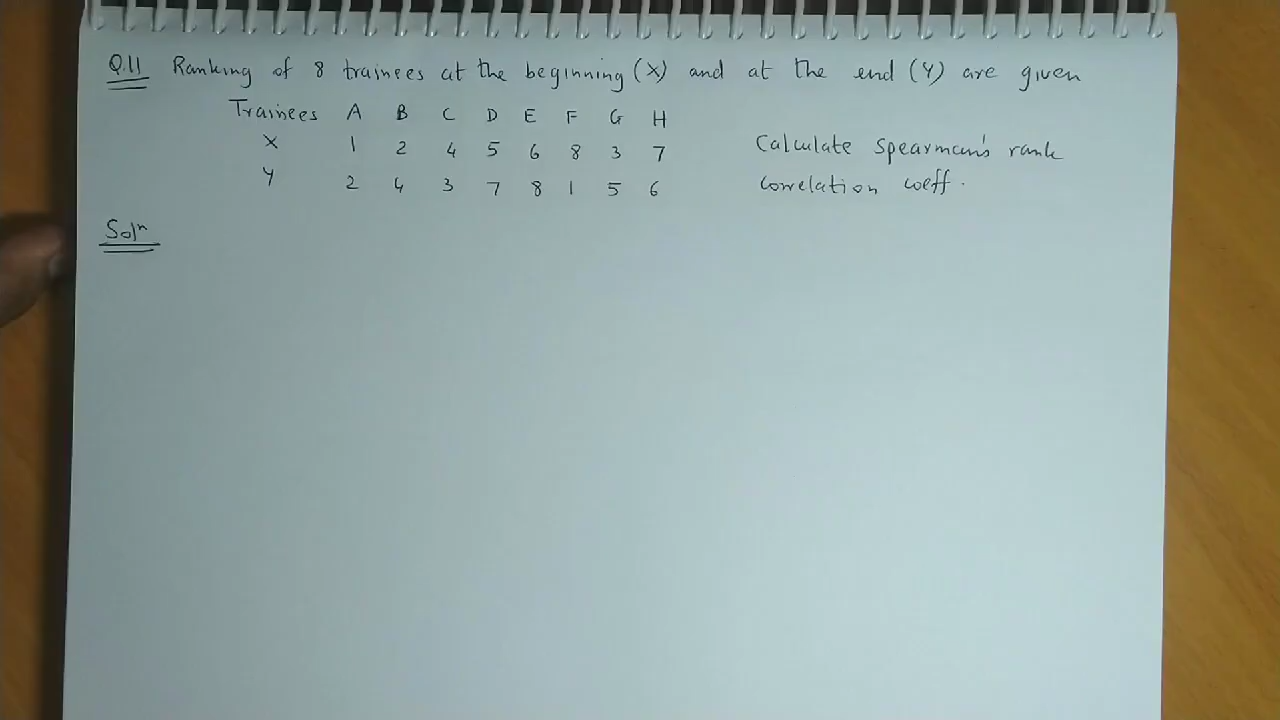 Q.11 Ranking of 8 trainees at the beginning (X) and at the end (Y) are given
Trainees A B C D E F G H
X 1 2 4 5 6 8 3 7
Y 2 4 3 7 8 1 5 6
Calculate Spearman's rank
correlation coeff.
Solⁿ